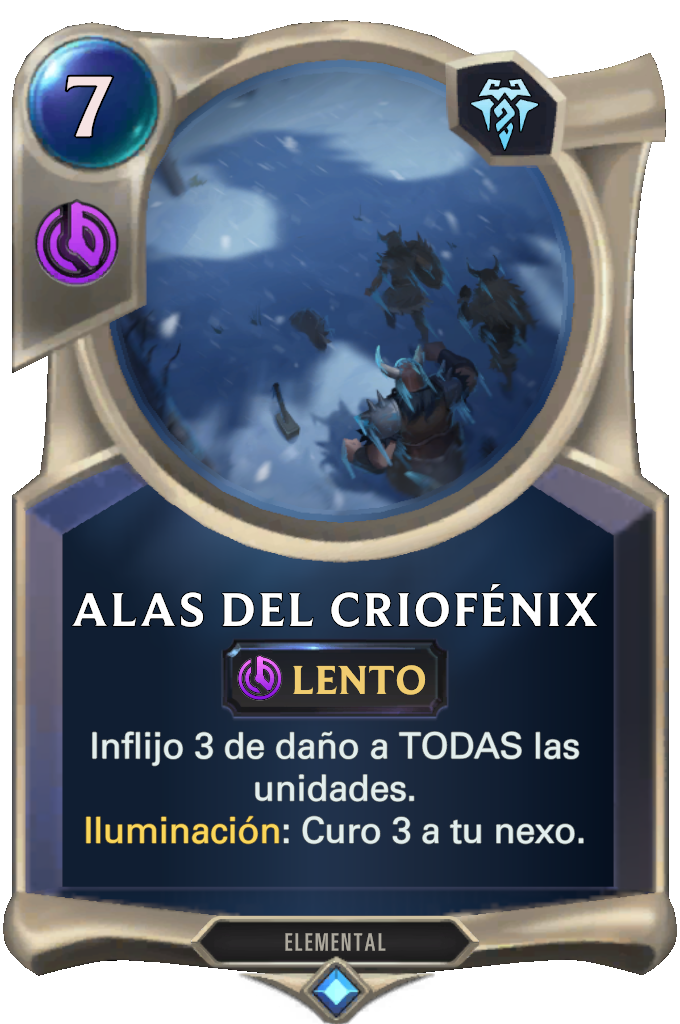 7
ALAS DEL CRIOFÉNIX
LENTO
Inflijo 3 de daño a TODAS las
unidades.
Iluminación: Curo 3 a tu nexo.
ELEMENTAL